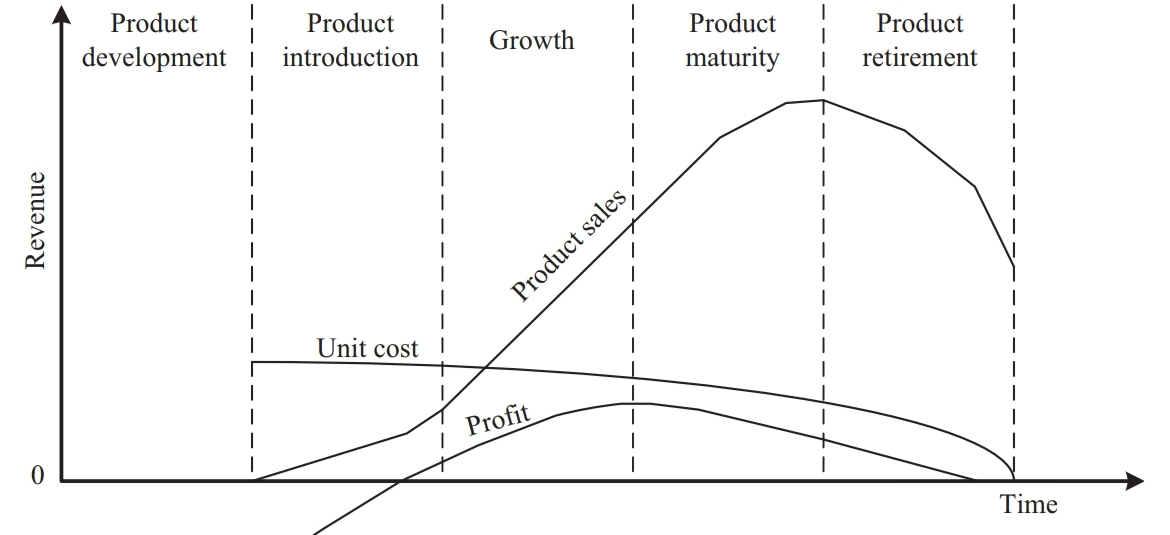 Product
development
Product
introduction
Growth
Product
maturity
Product
retirement
Revenue
Product sales
Unit cost
Profit
0
Time